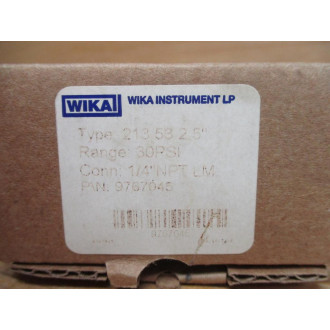 WIKA WIKA INSTRUMENT LP
Type: 213.53 2.5"
Range: 30PSI
Conn: 1/4"NPT LM
P/N: 9767045